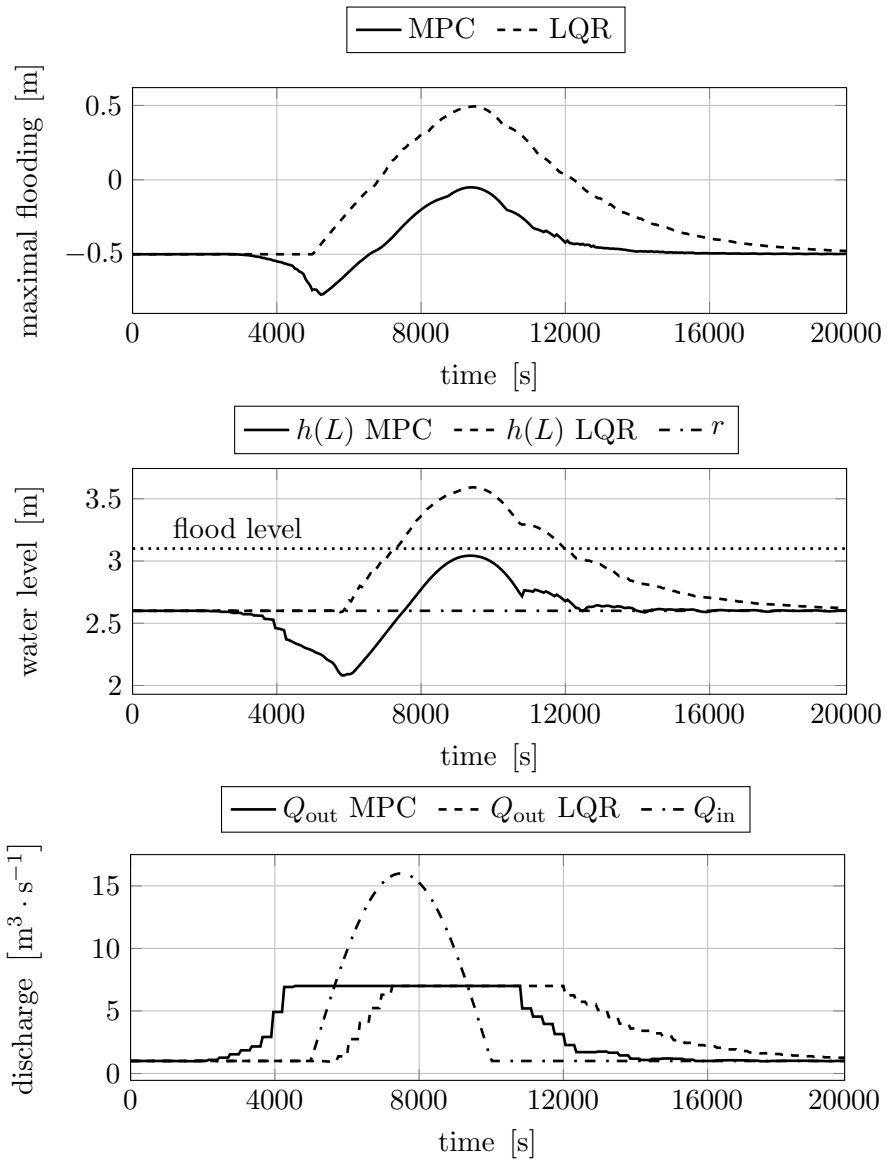 MPC LQR
maximal flooding [m]
0.5
0
−0.5
0 4000 8000 12000 16000 20000
time [s]
h(L) MPC h(L) LQR r
water level [m]
3.5
3
2.5
2
flood level
0 4000 8000 12000 16000 20000
time [s]
Q_out MPC Q_out LQR Q_in
discharge [m³ · s⁻¹]
15
10
5
0
0 4000 8000 12000 16000 20000
time [s]